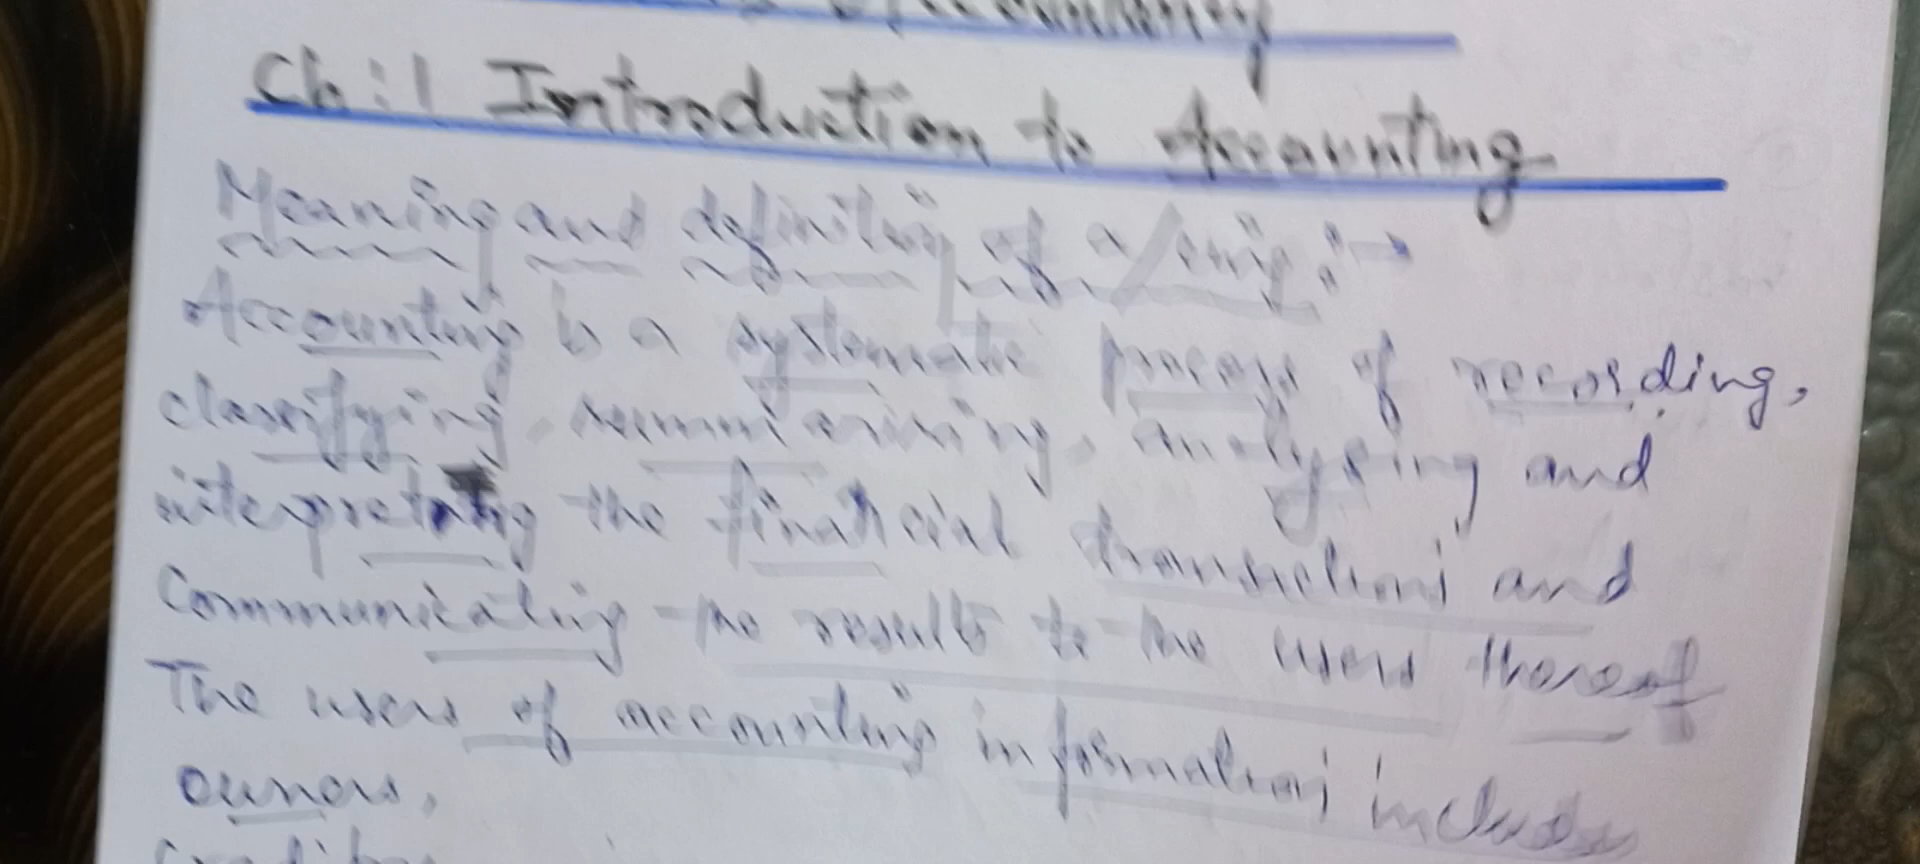 Accountancy
Ch:1 Introduction to Accounting
Meaning and definition of a/cing :→
Accounting is a systematic process of recording,
classifying, summarising, analysing and
interpreting the financial transactions and
Communicating the results to the users thereof
The users of accounting information include
owners,